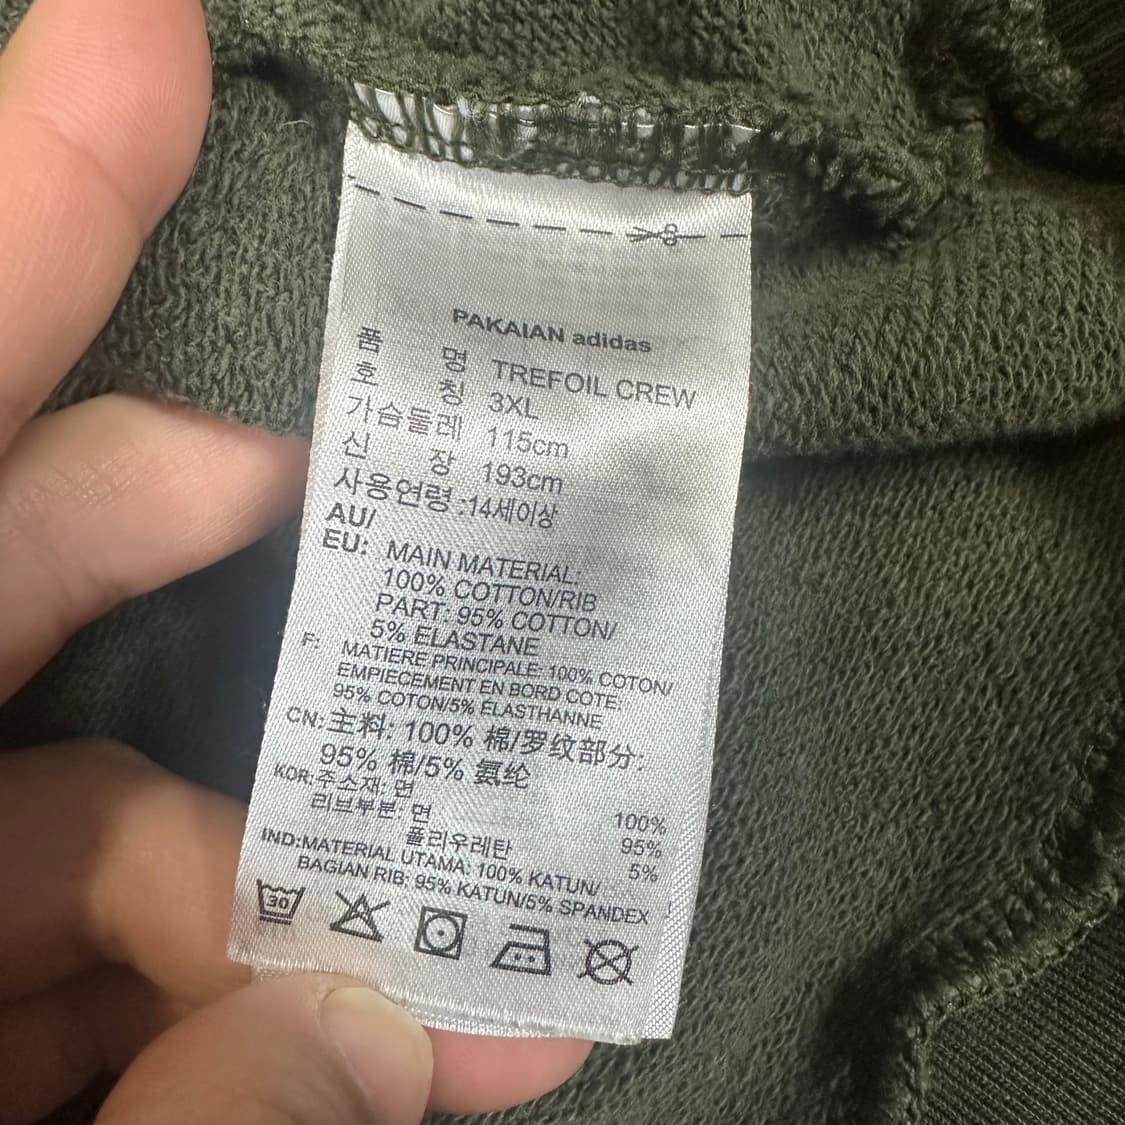 PAKAIAN adidas
품 명 TREFOIL CREW
호 칭 3XL
가슴둘레 115cm
신 장 193cm
사용연령 :14세이상
AU/
EU: MAIN MATERIAL:
100% COTTON/RIB
PART: 95% COTTON/
5% ELASTANE
F: MATIERE PRINCIPALE: 100% COTON/
EMPIECEMENT EN BORD COTE:
95% COTON/5% ELASTHANNE
CN:主料: 100% 棉/罗纹部分:
95% 棉/5% 氨纶
KOR:주소재: 면 100%
리브부분: 면 95%
폴리우레탄 5%
IND:MATERIAL UTAMA: 100% KATUN/
BAGIAN RIB: 95% KATUN/5% SPANDEX
30